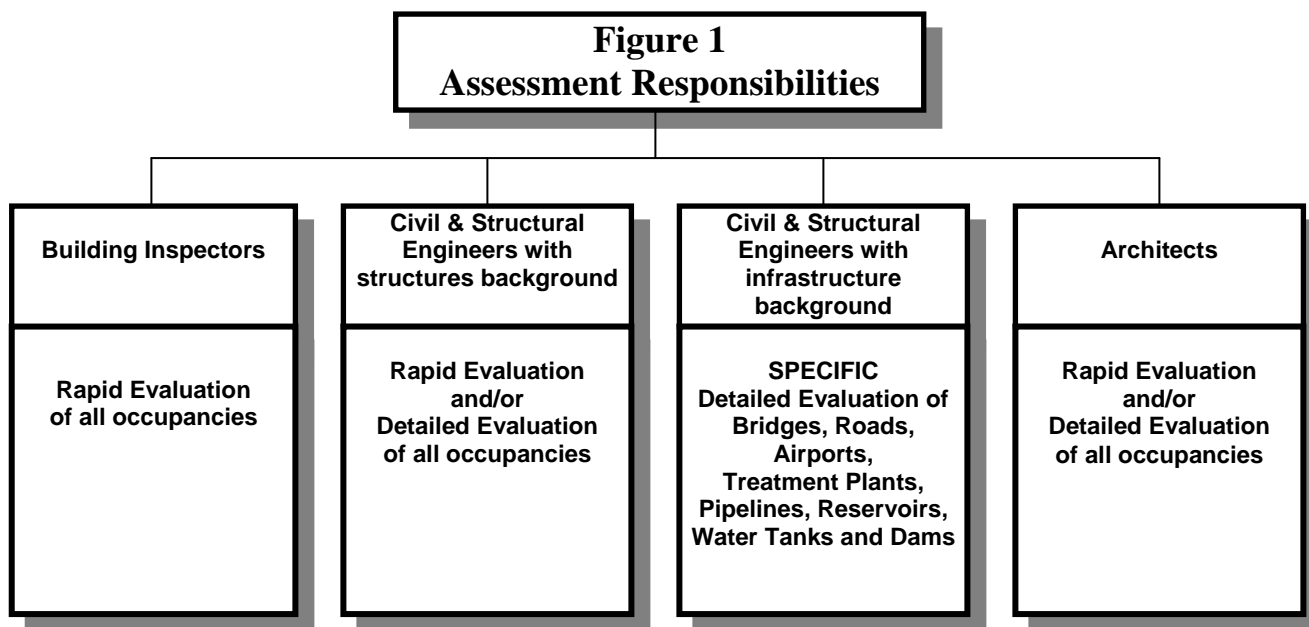 Figure 1
Assessment Responsibilities
Building Inspectors
Civil & Structural
Engineers with
structures background
Civil & Structural
Engineers with
infrastructure
background
Architects
Rapid Evaluation
of all occupancies
Rapid Evaluation
and/or
Detailed Evaluation
of all occupancies
SPECIFIC
Detailed Evaluation of
Bridges, Roads,
Airports,
Treatment Plants,
Pipelines, Reservoirs,
Water Tanks and Dams
Rapid Evaluation
and/or
Detailed Evaluation
of all occupancies